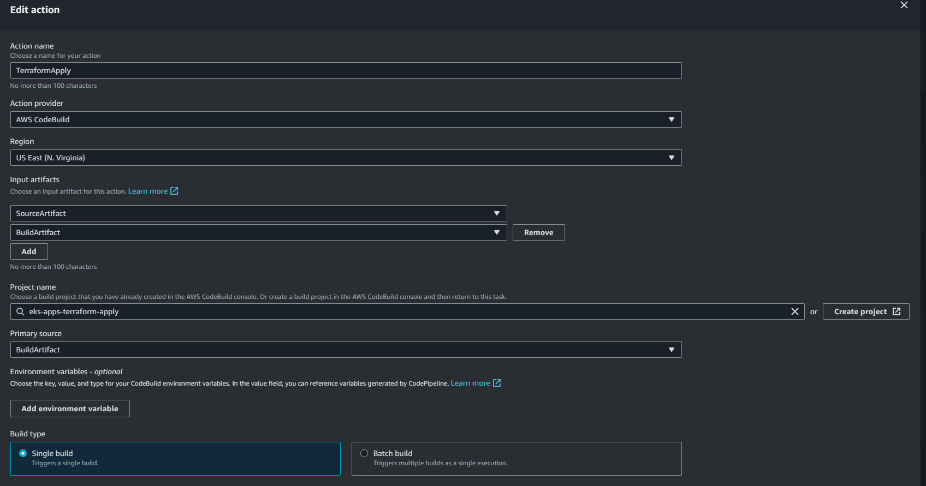 Edit action
Action name
Choose a name for your action
TerraformApply
No more than 100 characters
Action provider
AWS CodeBuild
Region
US East (N. Virginia)
Input artifacts
Choose an input artifact for this action. Learn more
SourceArtifact
BuildArtifact
Remove
Add
No more than 100 characters
Project name
Choose a build project that you have already created in the AWS CodeBuild console. Or create a build project in the AWS CodeBuild console and then return to this task.
eks-apps-terraform-apply
or
Create project
Primary source
BuildArtifact
Environment variables - optional
Choose the key, value, and type for your CodeBuild environment variables. In the value field, you can reference variables generated by CodePipeline. Learn more
Add environment variable
Build type
Single build
Triggers a single build.
Batch build
Triggers multiple builds as a single execution.